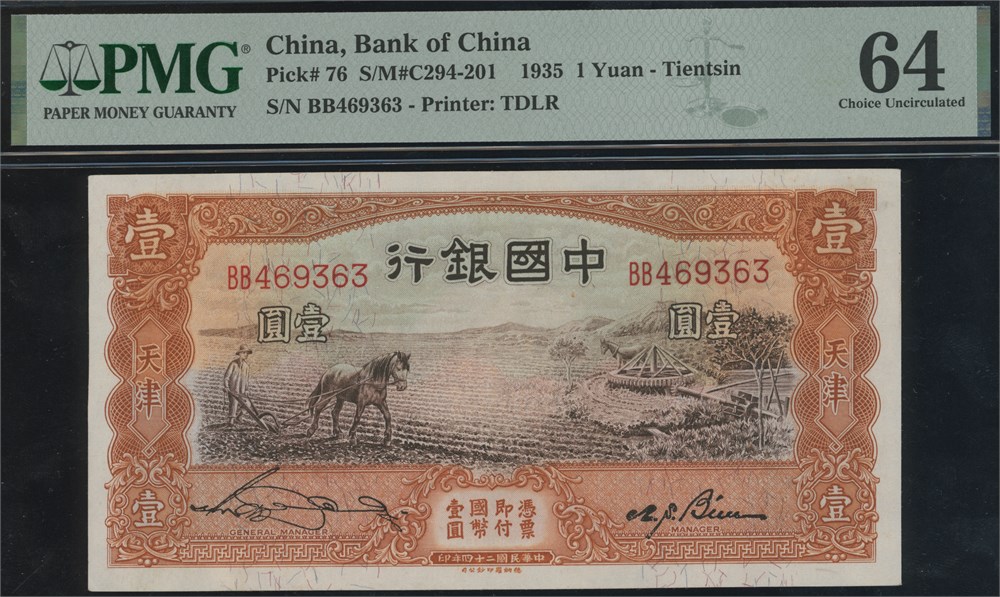 PMG®
PAPER MONEY GUARANTY
China, Bank of China
Pick# 76 S/M#C294-201 1935 1 Yuan - Tientsin
S/N BB469363 - Printer: TDLR
64
Choice Uncirculated
壹
壹
中國銀行
BB469363
BB469363
壹圓
壹圓
天津
天津
壹
壹
憑票
即付
國幣
壹圓
GENERAL MANAGER
MANAGER
中華民國二十四年印